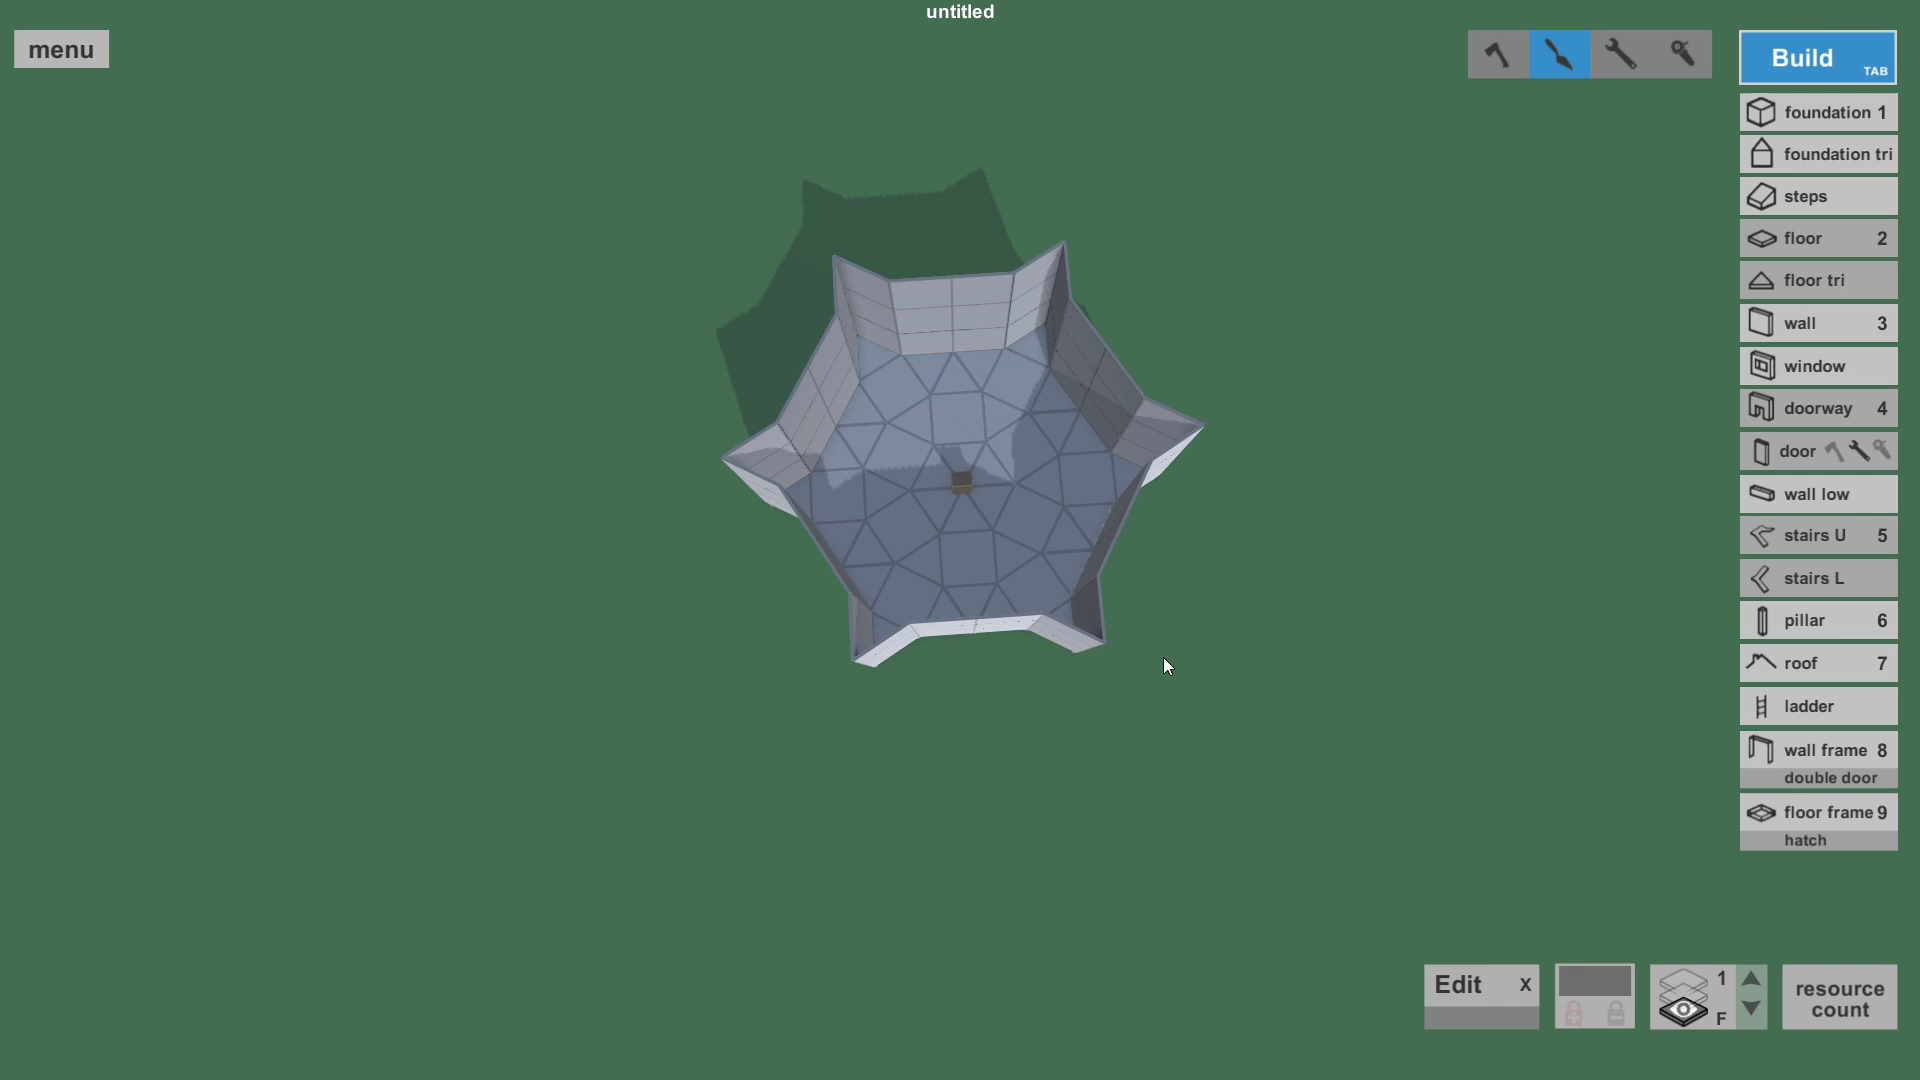 untitled
menu
Build
TAB
foundation 1
foundation tri
steps
floor 2
floor tri
wall 3
window
doorway 4
door
wall low
stairs U 5
stairs L
pillar 6
roof 7
ladder
wall frame 8
double door
floor frame 9
hatch
Edit X
1
F
resource
count